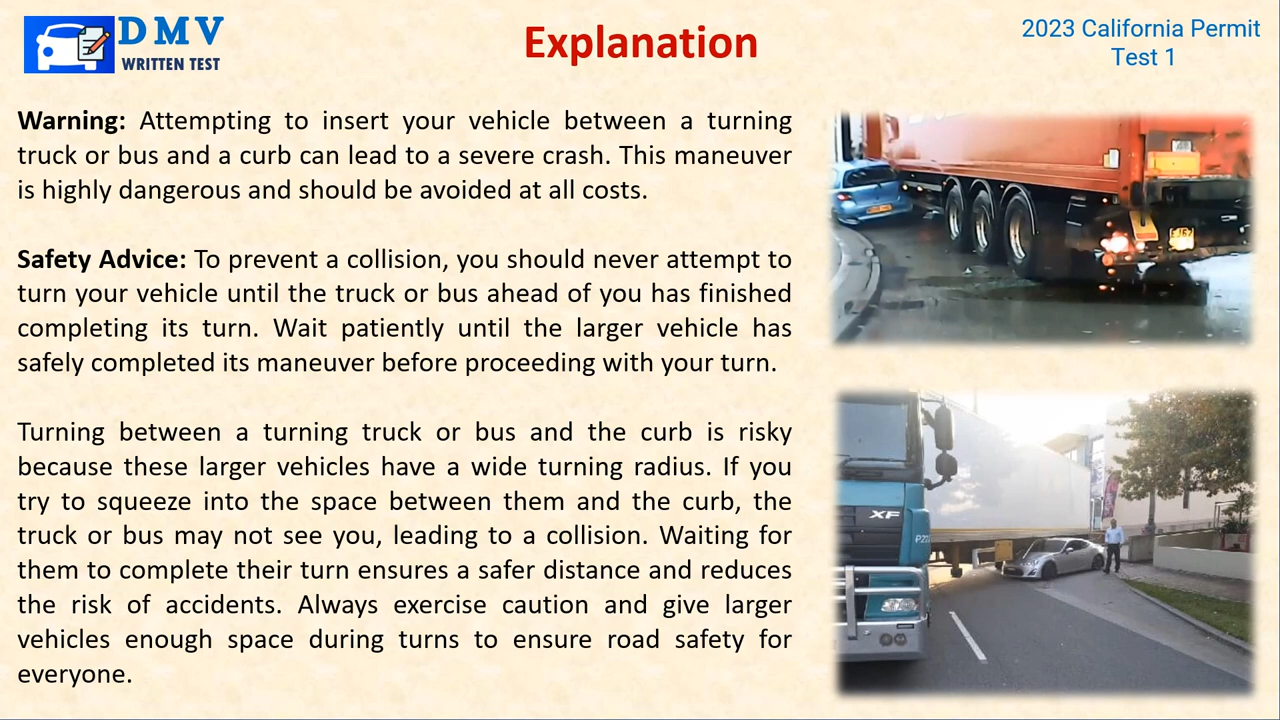 DMV
WRITTEN TEST
Explanation
2023 California Permit
Test 1
Warning: Attempting to insert your vehicle between a turning
truck or bus and a curb can lead to a severe crash. This maneuver
is highly dangerous and should be avoided at all costs.
Safety Advice: To prevent a collision, you should never attempt to
turn your vehicle until the truck or bus ahead of you has finished
completing its turn. Wait patiently until the larger vehicle has
safely completed its maneuver before proceeding with your turn.
Turning between a turning truck or bus and the curb is risky
because these larger vehicles have a wide turning radius. If you
try to squeeze into the space between them and the curb, the
truck or bus may not see you, leading to a collision. Waiting for
them to complete their turn ensures a safer distance and reduces
the risk of accidents. Always exercise caution and give larger
vehicles enough space during turns to ensure road safety for
everyone.
XF